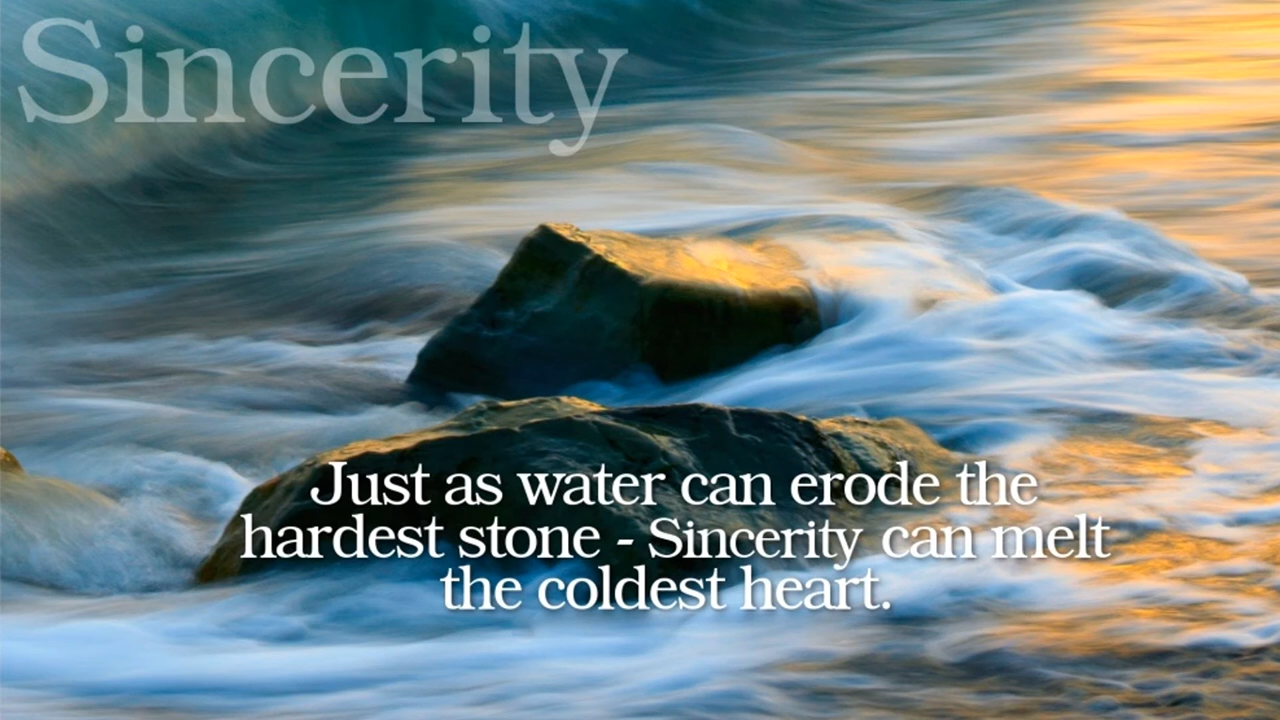 Sincerity
Just as water can erode the
hardest stone - Sincerity can melt
the coldest heart.